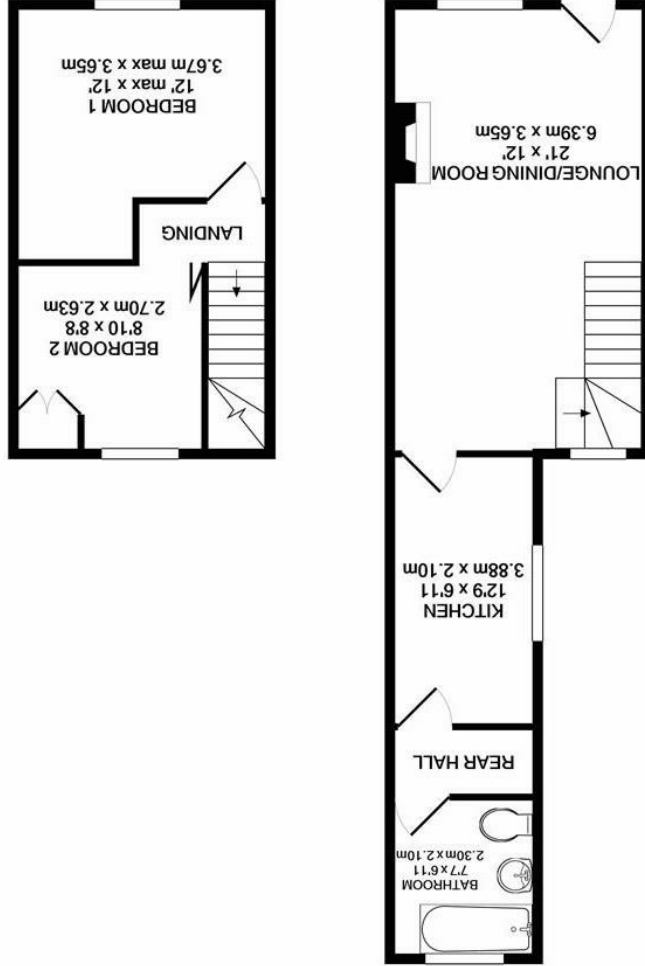 BATHROOM
7'7 x 6'11
2.30m x 2.10m
REAR HALL
KITCHEN
12'9 x 6'11
3.88m x 2.10m
LOUNGE/DINING ROOM
21' x 12'
6.39m x 3.65m
BEDROOM 2
8'10 x 8'8
2.70m x 2.63m
LANDING
BEDROOM 1
12' max x 12'
3.67m max x 3.65m